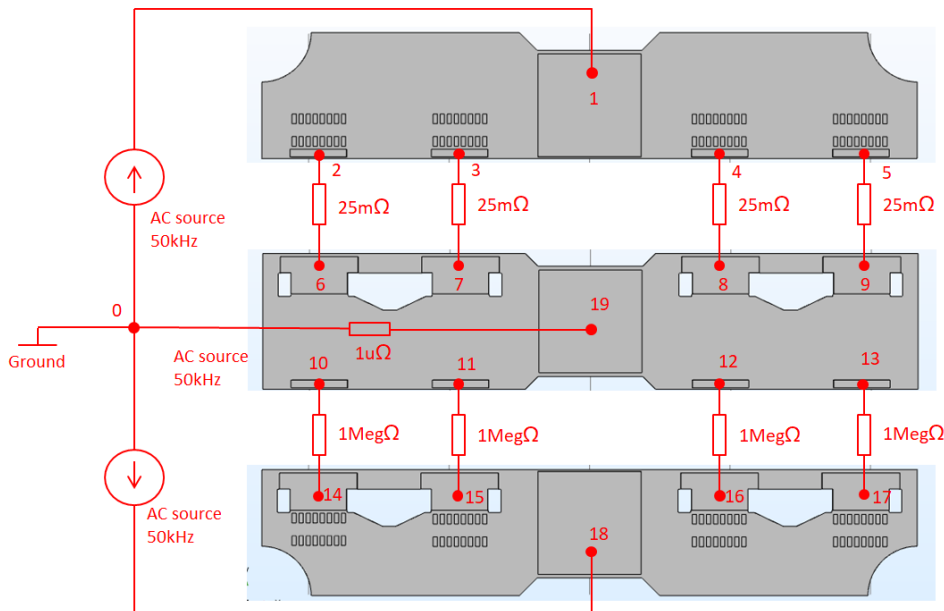 1
2
3
4
5
25mΩ
25mΩ
25mΩ
25mΩ
AC source
50kHz
6
7
8
9
0
19
Ground
AC source
50kHz
1uΩ
10
11
12
13
1MegΩ
1MegΩ
1MegΩ
1MegΩ
14
15
16
17
AC source
50kHz
18